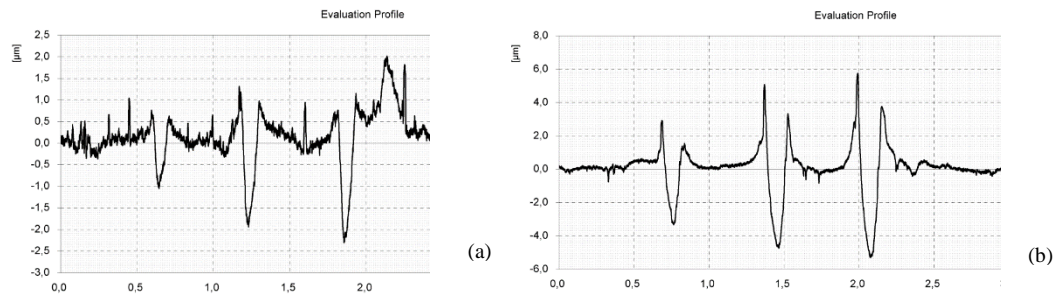 Evaluation Profile
[µm]
2,5
2,0
1,5
1,0
0,5
0,0
-0,5
-1,0
-1,5
-2,0
-2,5
-3,0
0,0 0,5 1,0 1,5 2,0
(a)
Evaluation Profile
[µm]
8,0
6,0
4,0
2,0
0,0
-2,0
-4,0
-6,0
0,0 0,5 1,0 1,5 2,0 2,5
(b)